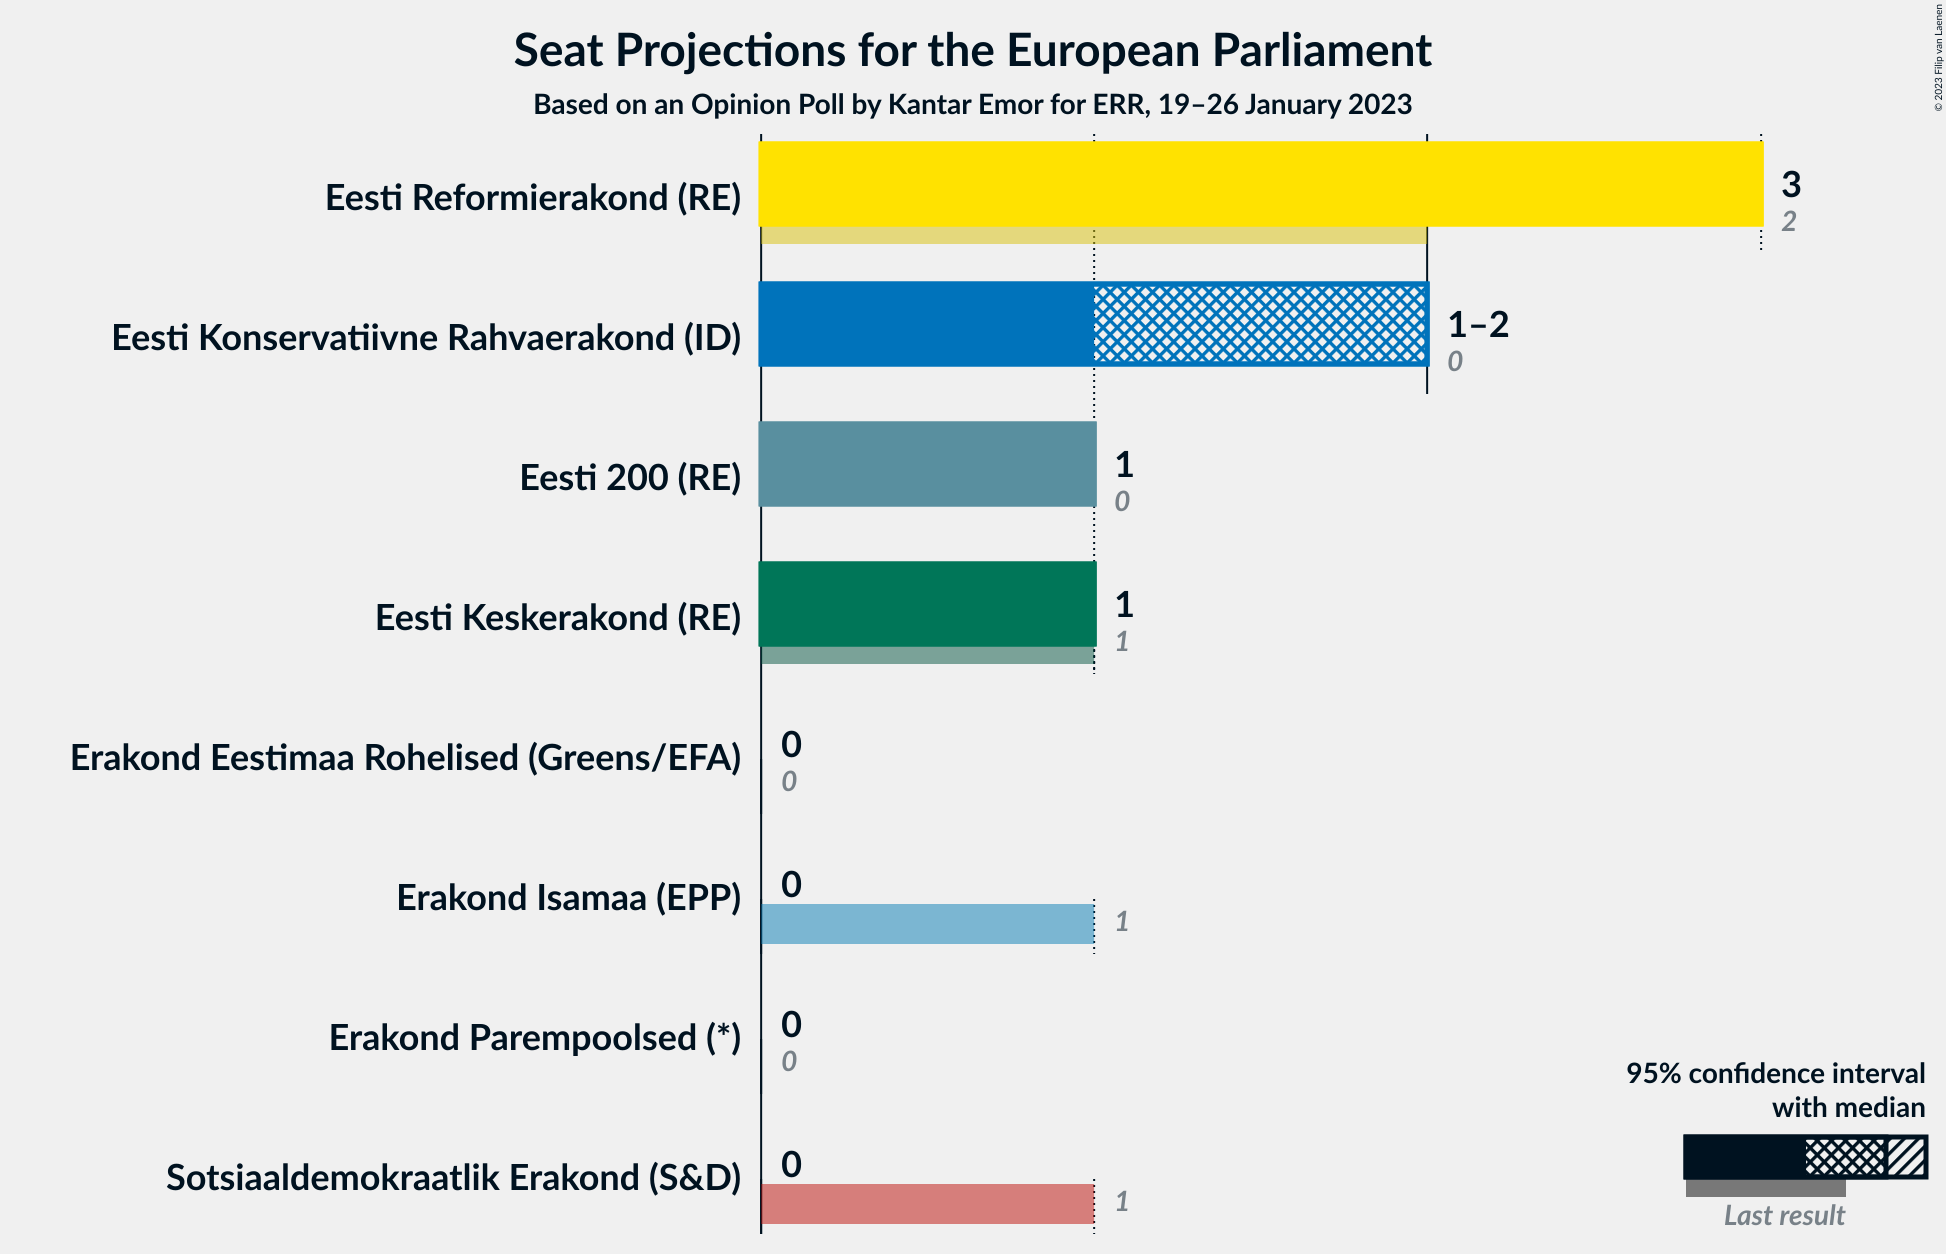 Seat Projections for the European Parliament
Based on an Opinion Poll by Kantar Emor for ERR, 19–26 January 2023
© 2023 Filip van Laenen
Eesti Reformierakond (RE)
3
2
Eesti Konservatiivne Rahvaerakond (ID)
1–2
0
Eesti 200 (RE)
1
0
Eesti Keskerakond (RE)
1
1
Erakond Eestimaa Rohelised (Greens/EFA)
0
0
Erakond Isamaa (EPP)
0
1
Erakond Parempoolsed (*)
0
0
Sotsiaaldemokraatlik Erakond (S&D)
0
1
95% confidence interval
with median
Last result